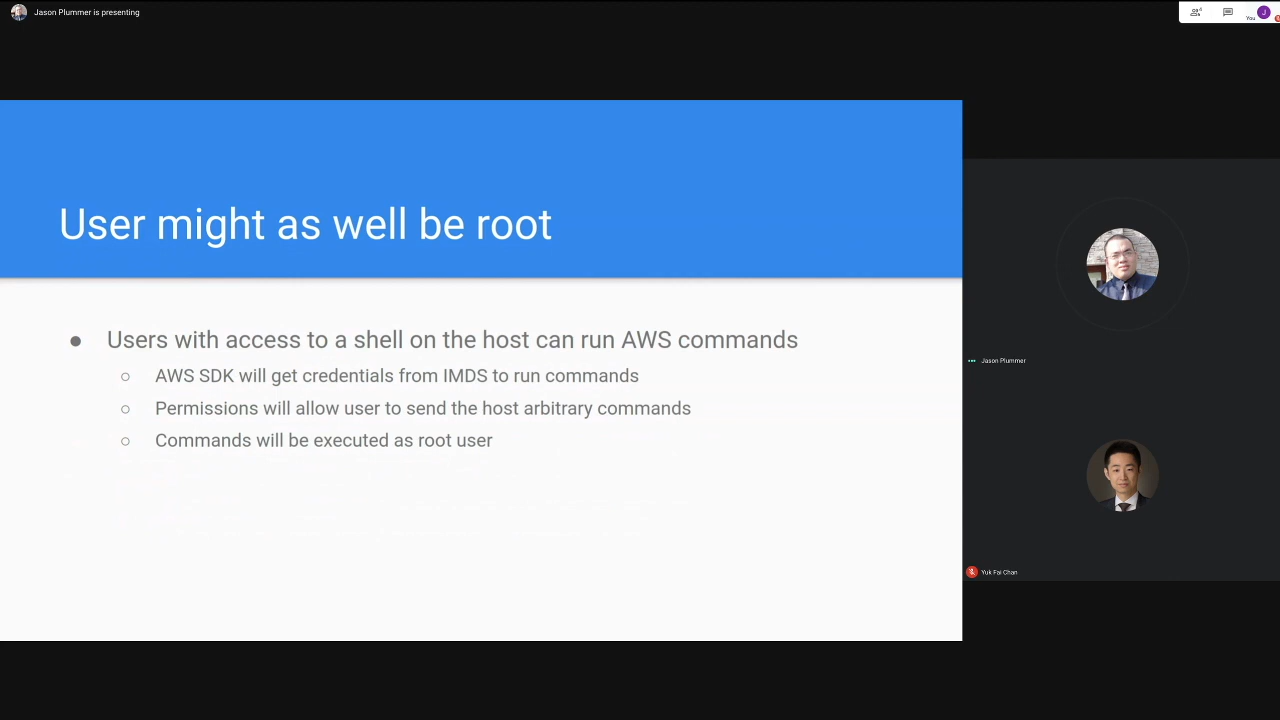 Jason Plummer is presenting
4
You
J
User might as well be root
● Users with access to a shell on the host can run AWS commands
○ AWS SDK will get credentials from IMDS to run commands
○ Permissions will allow user to send the host arbitrary commands
○ Commands will be executed as root user
Jason Plummer
Yuk Fai Chan